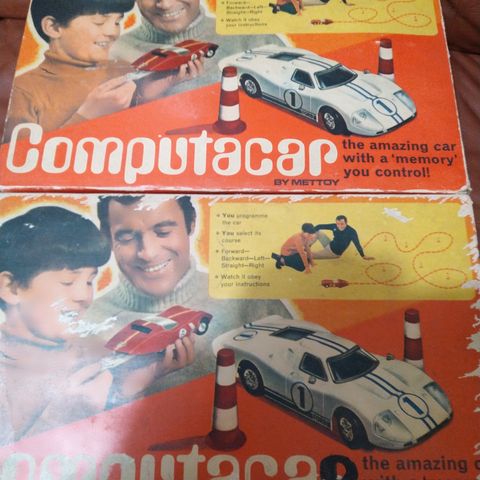 Forward—
Backward—Left—
Straight—Right
• Watch it obey
your instructions
1
Computacar
the amazing car
with a 'memory'
you control!
BY METTOY
• You programme
the car
• You select its
course
• Forward—
Backward—Left—
Straight—Right
• Watch it obey
your instructions
1
Computacar
the amazing c